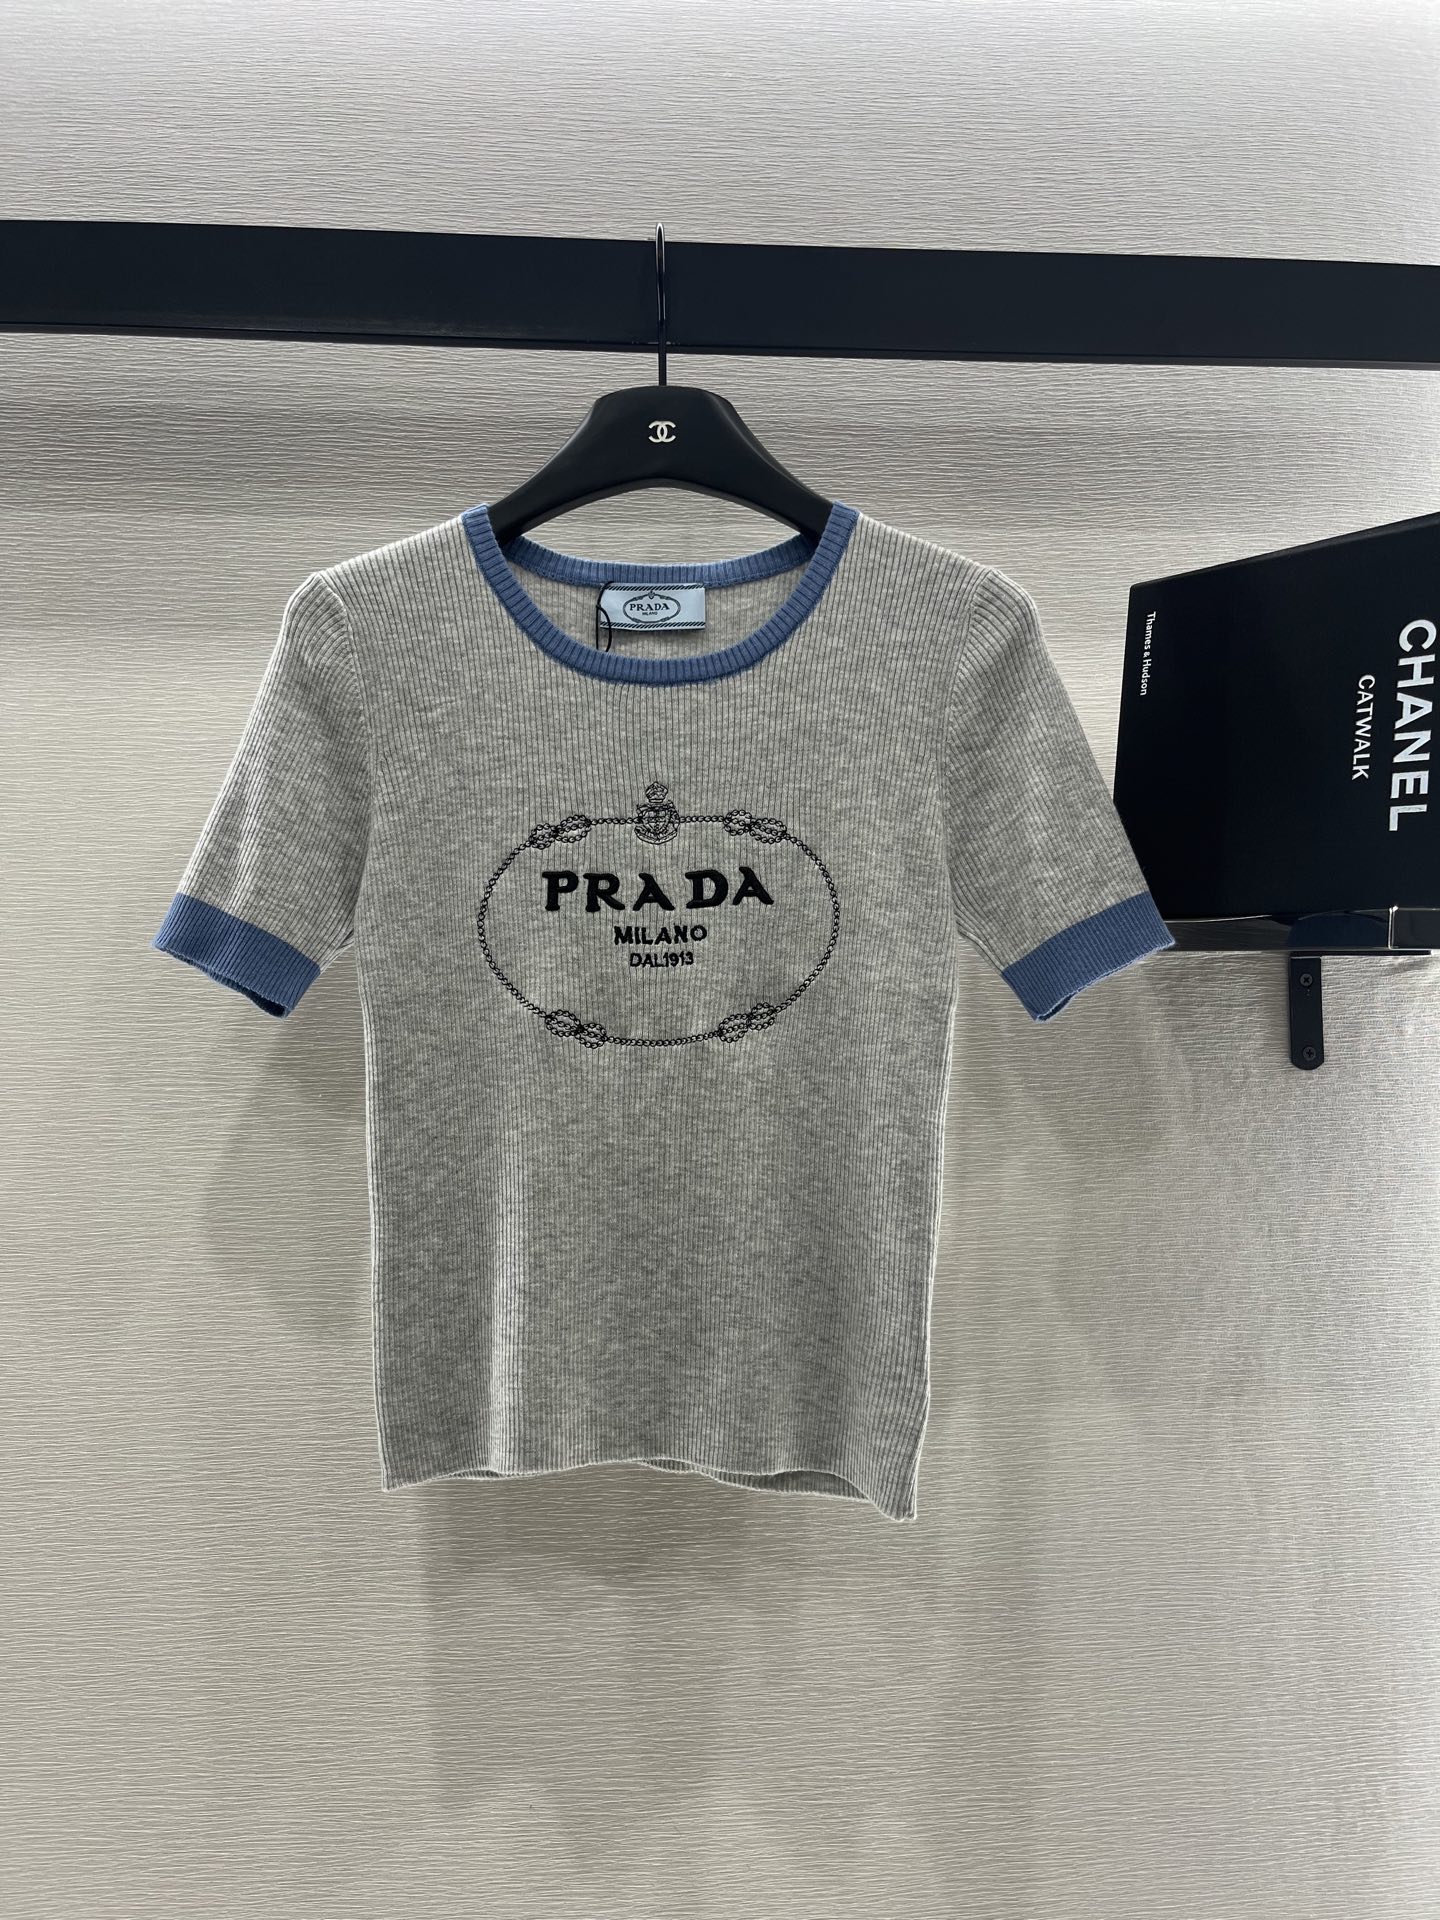 PRADA
MILANO
PRADA
MILANO
DAL1913
Thames & Hudson
CHANEL
CATWALK